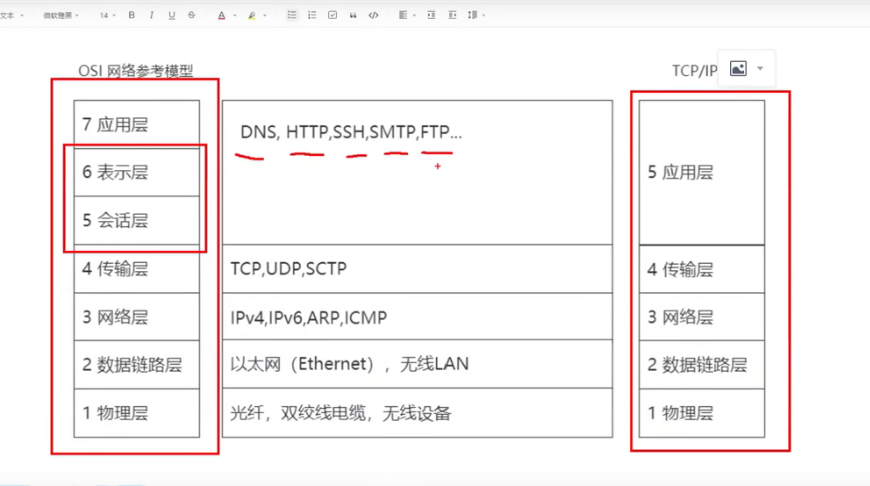 文本
微软雅黑
14
B I U S A
OSI 网络参考模型
TCP/IP
7 应用层
DNS, HTTP,SSH,SMTP,FTP...
6 表示层
5 会话层
5 应用层
4 传输层
TCP,UDP,SCTP
4 传输层
3 网络层
IPv4,IPv6,ARP,ICMP
3 网络层
2 数据链路层
以太网（Ethernet），无线LAN
2 数据链路层
1 物理层
光纤，双绞线电缆，无线设备
1 物理层